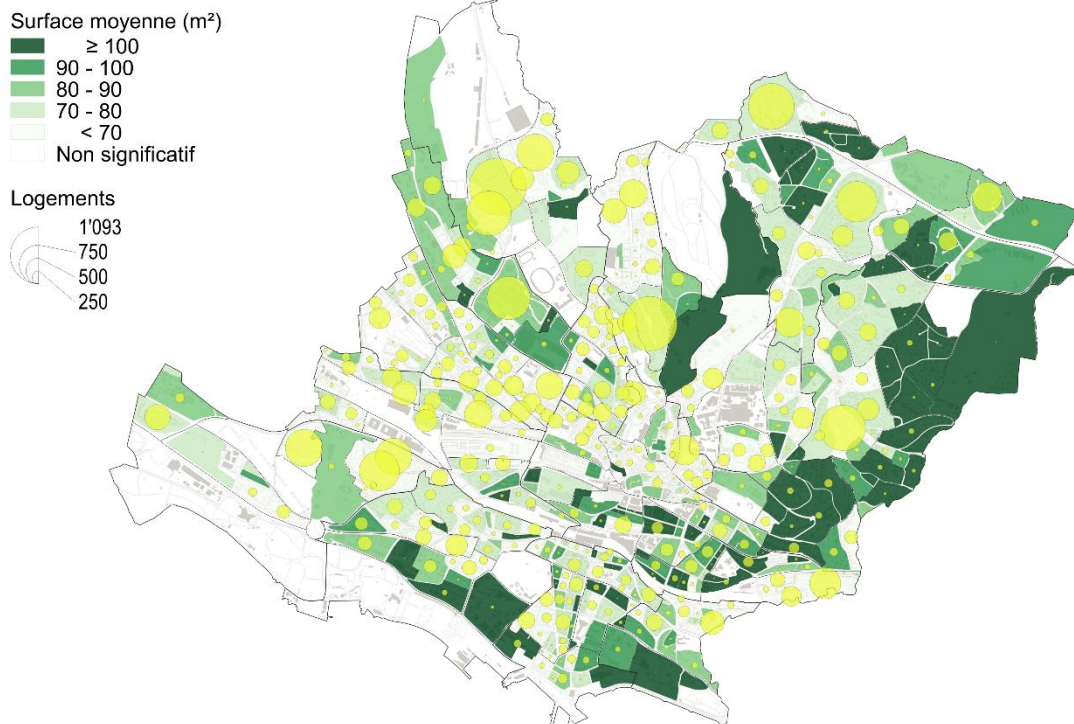 Surface moyenne (m²)
≥ 100
90 - 100
80 - 90
70 - 80
< 70
Non significatif
Logements
1'093
750
500
250